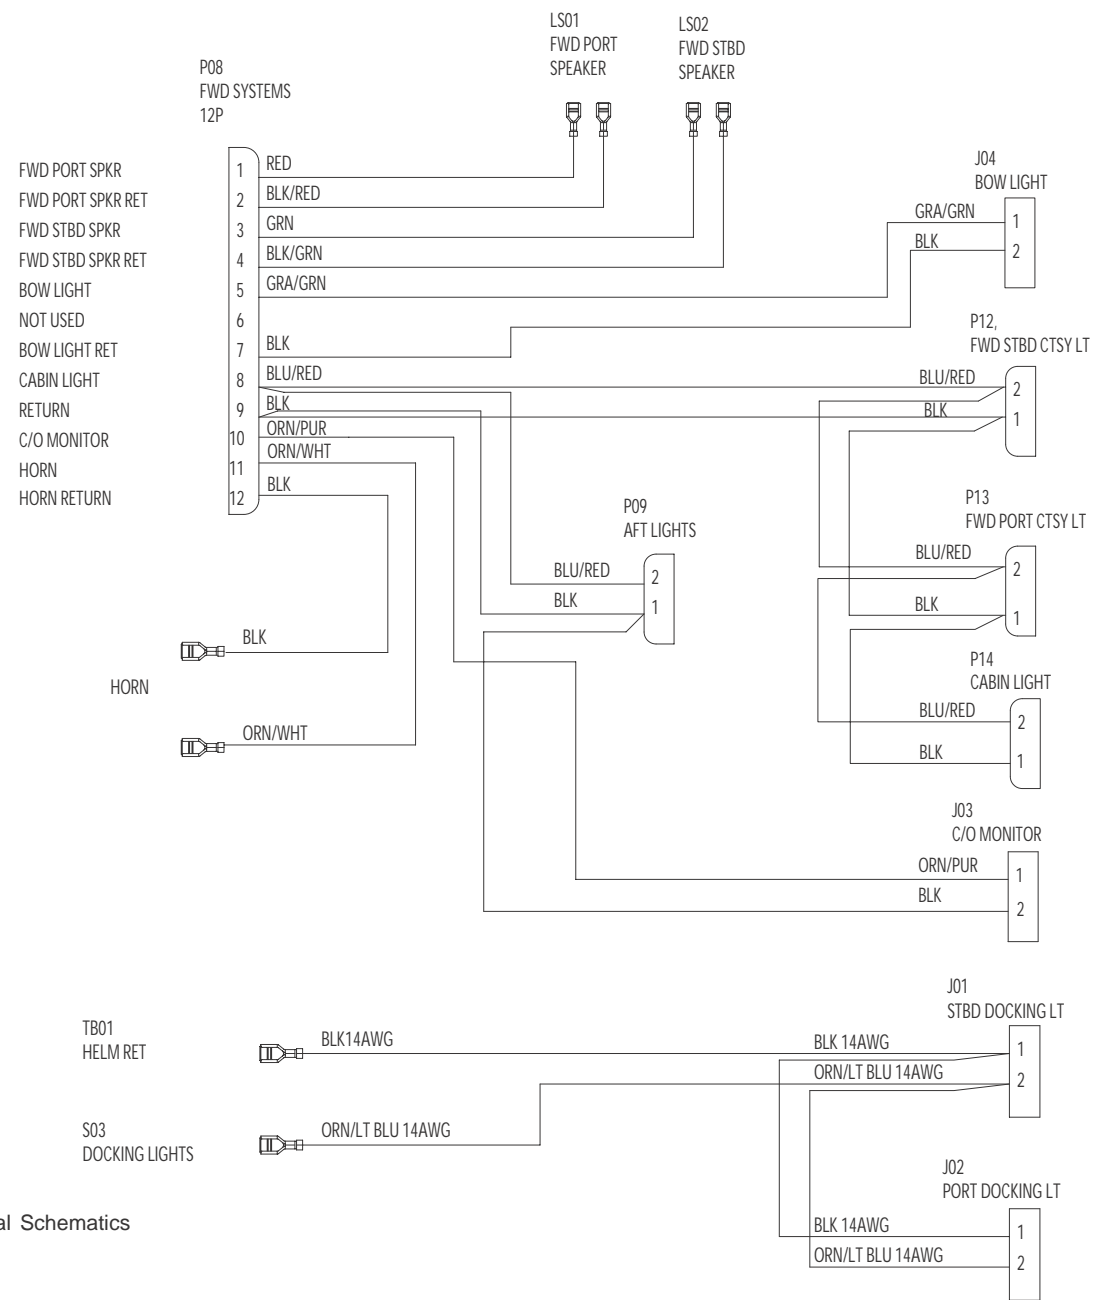 LS01
FWD PORT
SPEAKER
LS02
FWD STBD
SPEAKER
P08
FWD SYSTEMS
12P
FWD PORT SPKR 1 RED
FWD PORT SPKR RET 2 BLK/RED
FWD STBD SPKR 3 GRN
FWD STBD SPKR RET 4 BLK/GRN
BOW LIGHT 5 GRA/GRN
NOT USED 6
BOW LIGHT RET 7 BLK
CABIN LIGHT 8 BLU/RED
RETURN 9 BLK
C/O MONITOR 10 ORN/PUR
HORN 11 ORN/WHT
HORN RETURN 12 BLK
J04
BOW LIGHT
GRA/GRN 1
BLK 2
P12,
FWD STBD CTSY LT
BLU/RED 2
BLK 1
P09
AFT LIGHTS
BLU/RED 2
BLK 1
P13
FWD PORT CTSY LT
BLU/RED 2
BLK 1
BLK
HORN
ORN/WHT
P14
CABIN LIGHT
BLU/RED 2
BLK 1
J03
C/O MONITOR
ORN/PUR 1
BLK 2
J01
STBD DOCKING LT
TB01
HELM RET
BLK14AWG
BLK 14AWG 1
ORN/LT BLU 14AWG 2
S03
DOCKING LIGHTS
ORN/LT BLU 14AWG
J02
PORT DOCKING LT
BLK 14AWG 1
ORN/LT BLU 14AWG 2
al Schematics